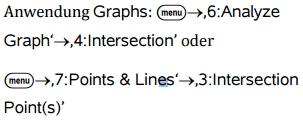 Anwendung Graphs: menu→,6:Analyze
Graph‘→,4:Intersection’ oder
menu→,7:Points & Lines‘→,3:Intersection
Point(s)’